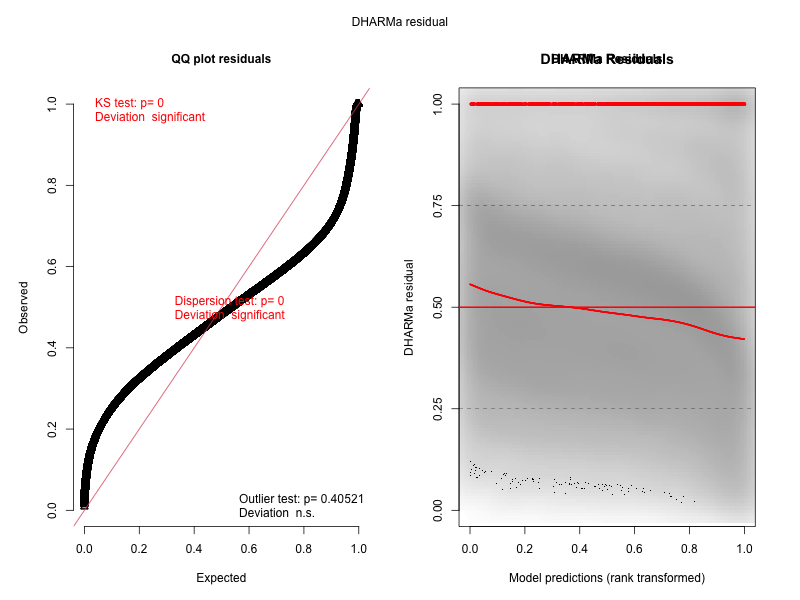 DHARMa residual
QQ plot residuals
KS test: p= 0
Deviation  significant
Dispersion test: p= 0
Deviation  significant
Outlier test: p= 0.40521
Deviation  n.s.
Observed
0.0
0.2
0.4
0.6
0.8
1.0
0.0 0.2 0.4 0.6 0.8 1.0
Expected
DHARMa Residuals
DHARMa residual
0.00
0.25
0.50
0.75
1.00
0.0 0.2 0.4 0.6 0.8 1.0
Model predictions (rank transformed)